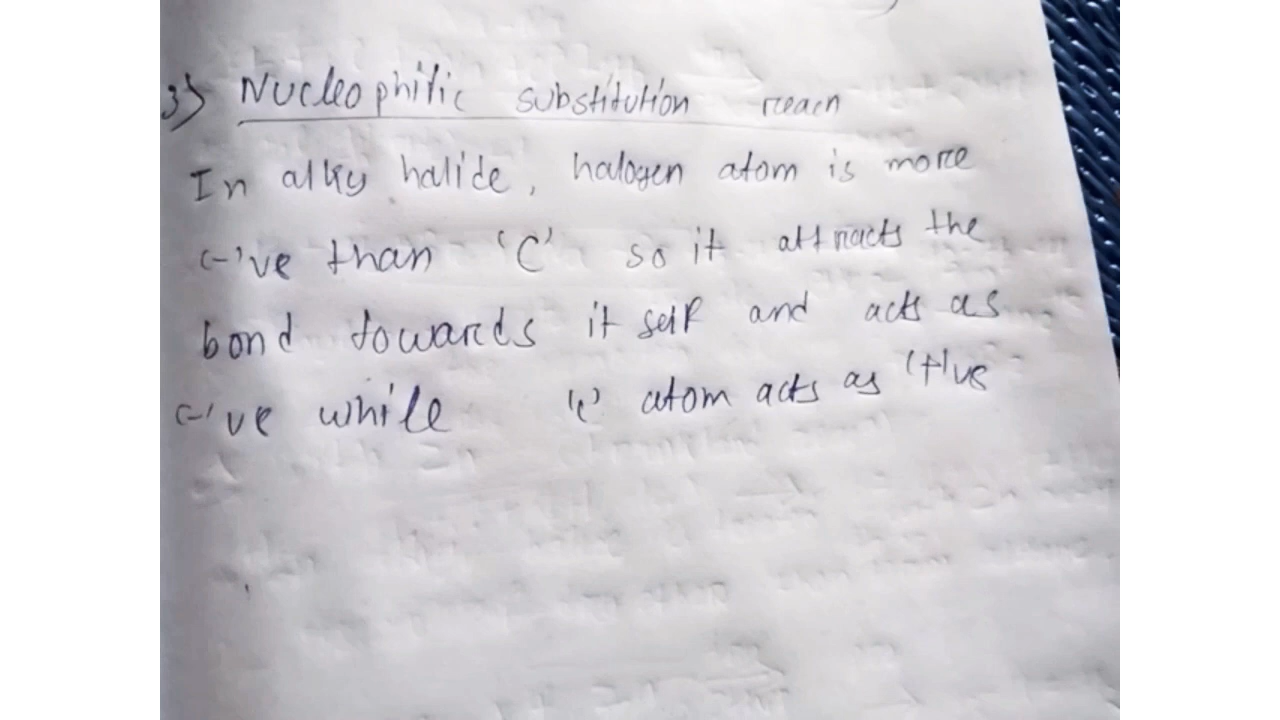 3) Nucleophilic substitution reacn
In alky halide, halogen atom is more
(-)'ve than 'C' so it attracts the
bond towards it self and acts as
(-)'ve while 'C' atom acts as (+)'ve